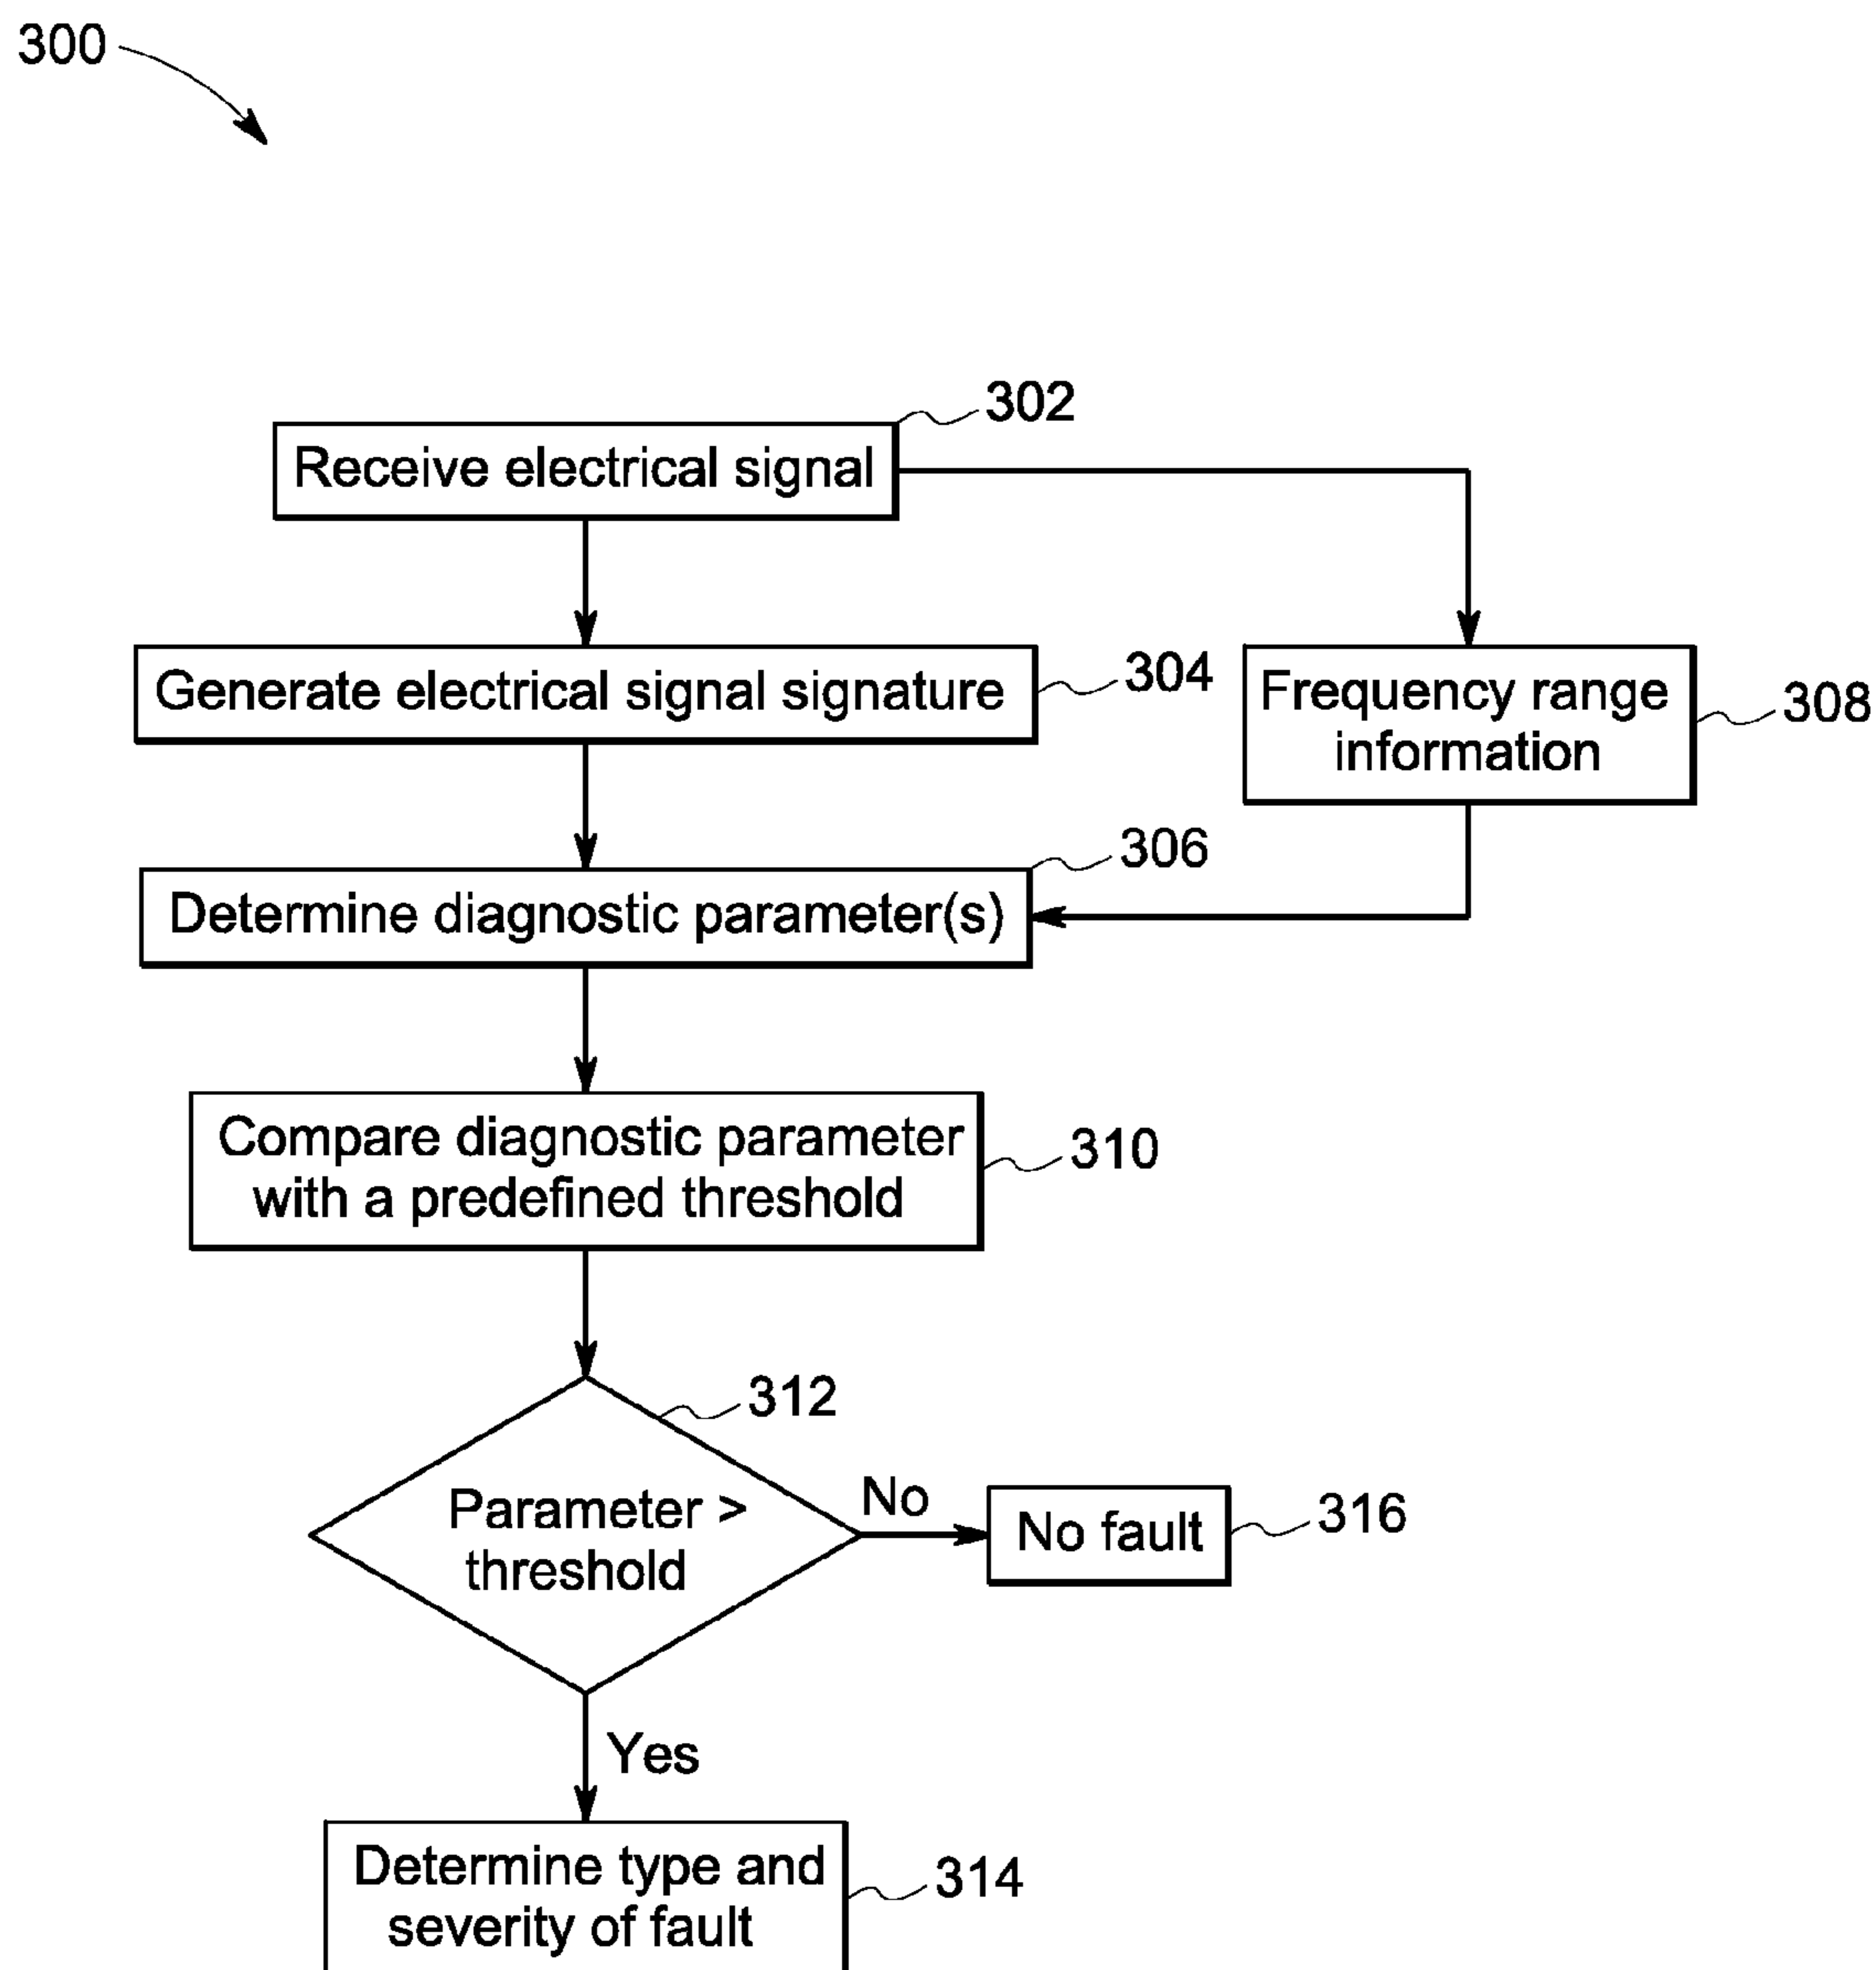 300
302
Receive electrical signal
Generate electrical signal signature
304
Frequency range
information
308
306
Determine diagnostic parameter(s)
Compare diagnostic parameter
with a predefined threshold
310
312
Parameter >
threshold
No
No fault
316
Yes
Determine type and
severity of fault
314